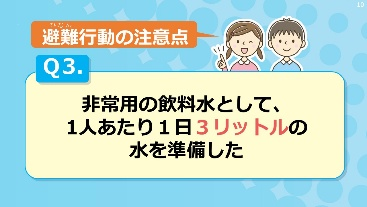 避難行動の注意点
Q3.
非常用の飲料水として、
1人あたり1日3リットルの
水を準備した